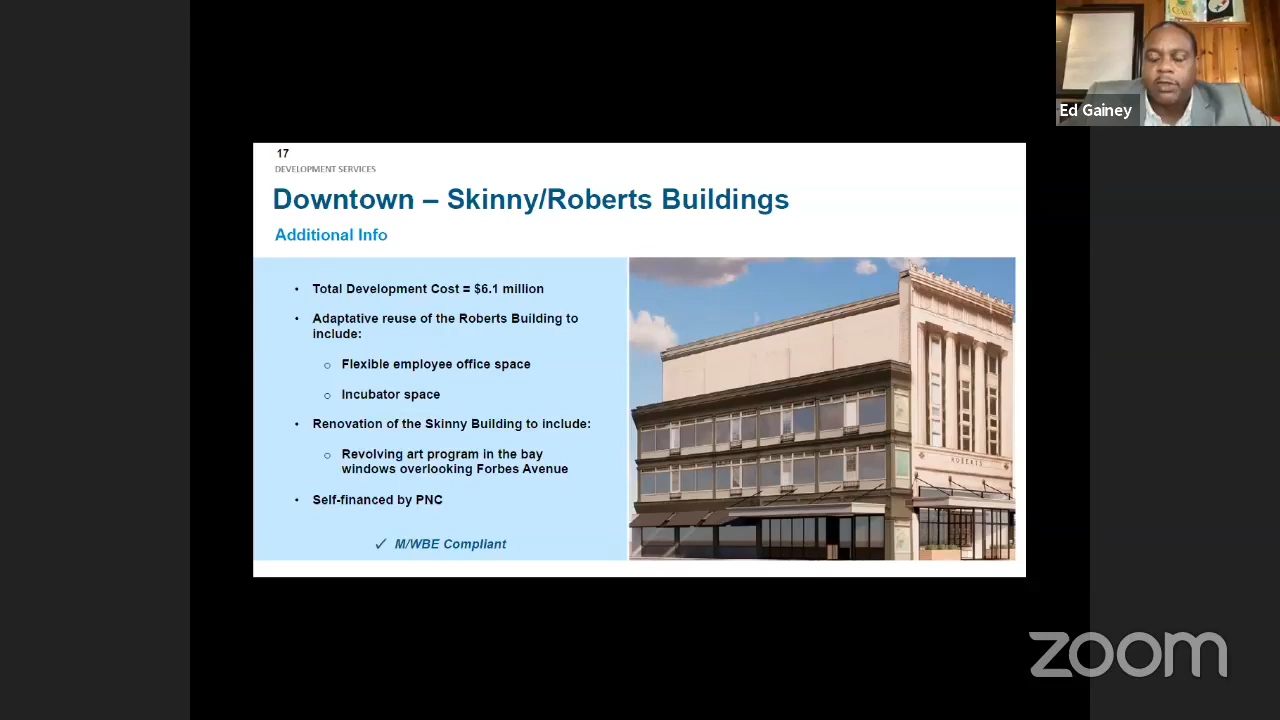 Ed Gainey
17
DEVELOPMENT SERVICES
Downtown – Skinny/Roberts Buildings
Additional Info
• Total Development Cost = $6.1 million
• Adaptative reuse of the Roberts Building to
include:
○ Flexible employee office space
○ Incubator space
• Renovation of the Skinny Building to include:
○ Revolving art program in the bay
windows overlooking Forbes Avenue
• Self-financed by PNC
✓ M/WBE Compliant
ROBERTS
zoom